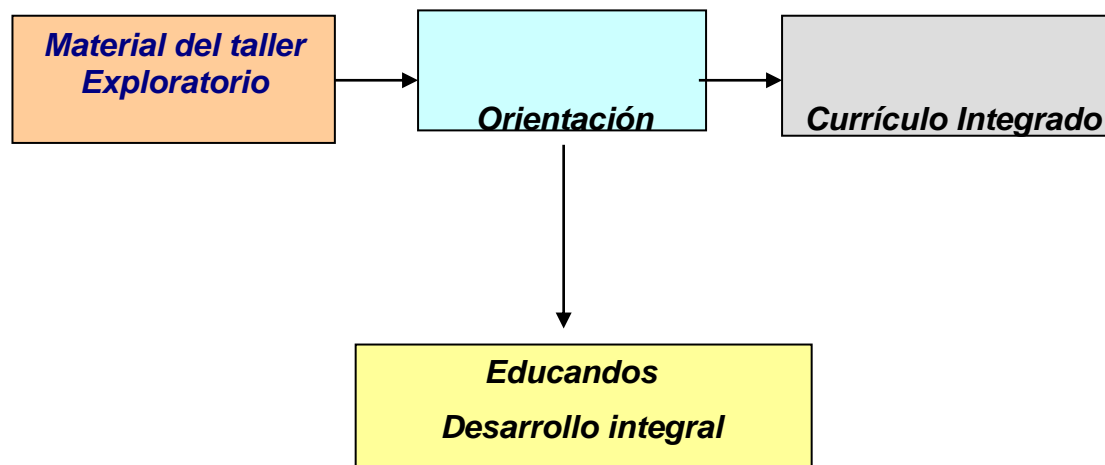 Material del taller
Exploratorio
Orientación
Currículo Integrado
Educandos
Desarrollo integral